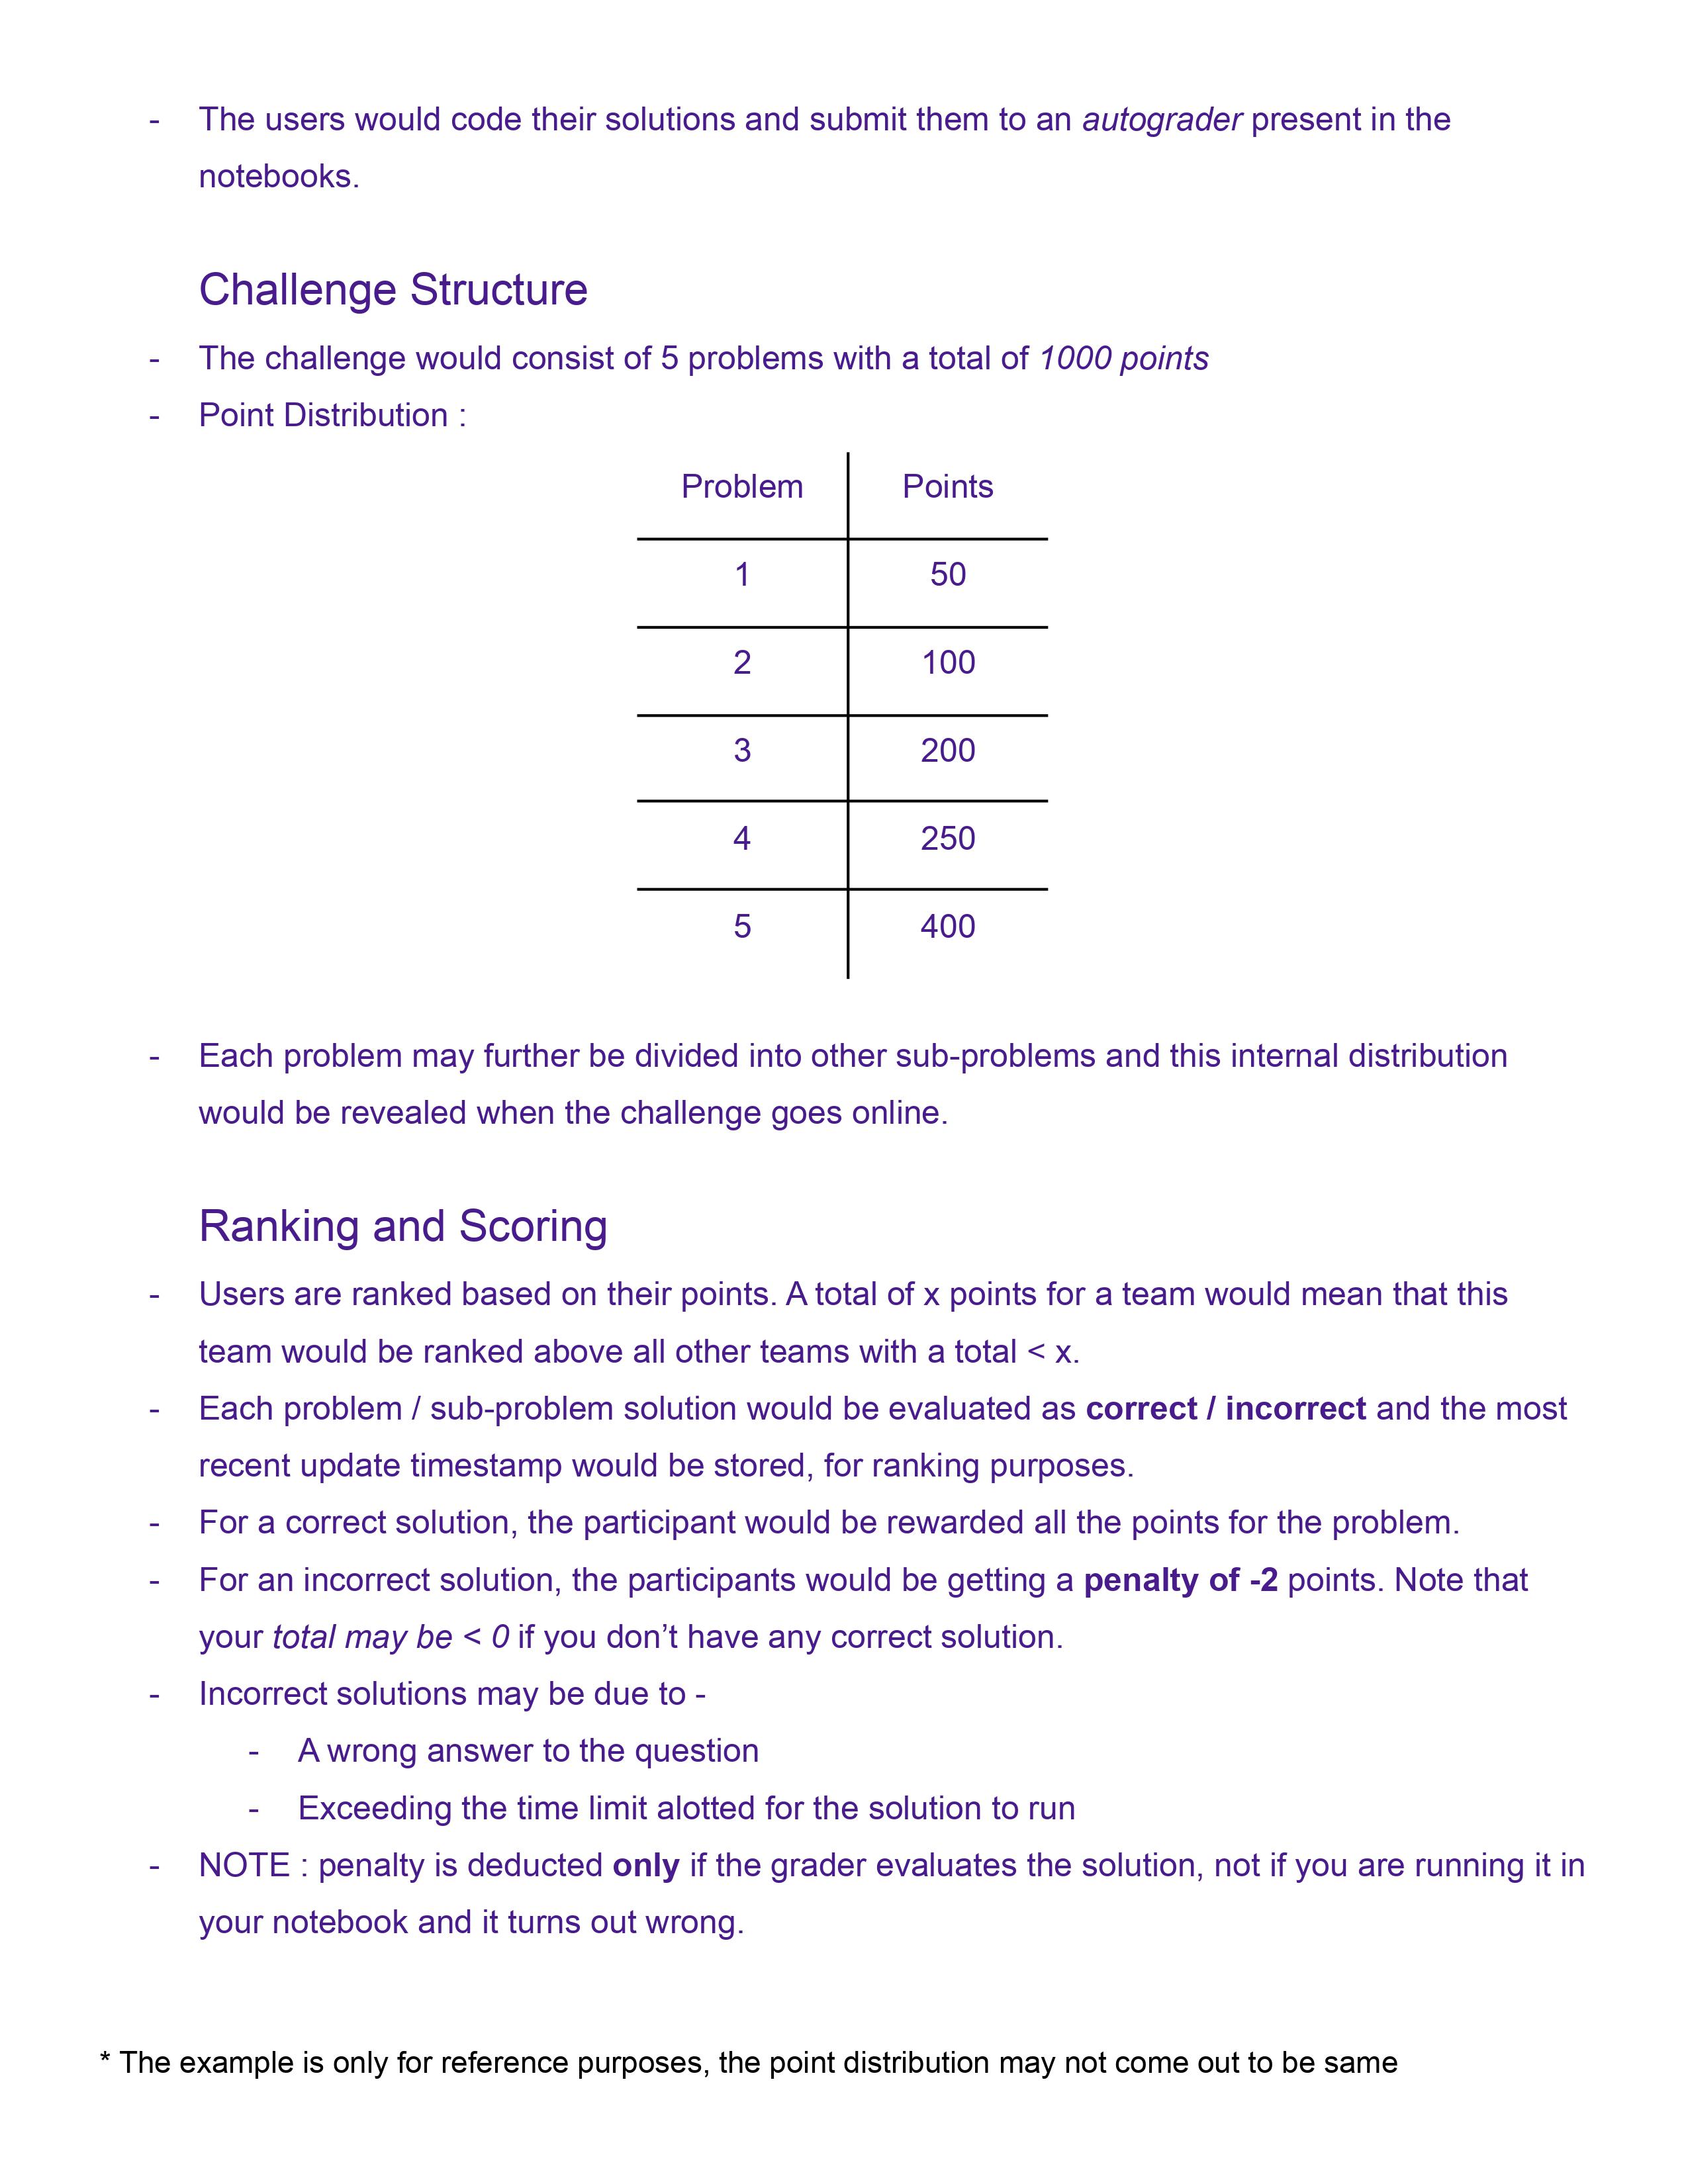 - The users would code their solutions and submit them to an autograder present in the
notebooks.
Challenge Structure
- The challenge would consist of 5 problems with a total of 1000 points
- Point Distribution :
Problem Points
1 50
2 100
3 200
4 250
5 400
- Each problem may further be divided into other sub-problems and this internal distribution
would be revealed when the challenge goes online.
Ranking and Scoring
- Users are ranked based on their points. A total of x points for a team would mean that this
team would be ranked above all other teams with a total < x.
- Each problem / sub-problem solution would be evaluated as correct / incorrect and the most
recent update timestamp would be stored, for ranking purposes.
- For a correct solution, the participant would be rewarded all the points for the problem.
- For an incorrect solution, the participants would be getting a penalty of -2 points. Note that
your total may be < 0 if you don’t have any correct solution.
- Incorrect solutions may be due to -
- A wrong answer to the question
- Exceeding the time limit alotted for the solution to run
- NOTE : penalty is deducted only if the grader evaluates the solution, not if you are running it in
your notebook and it turns out wrong.
* The example is only for reference purposes, the point distribution may not come out to be same